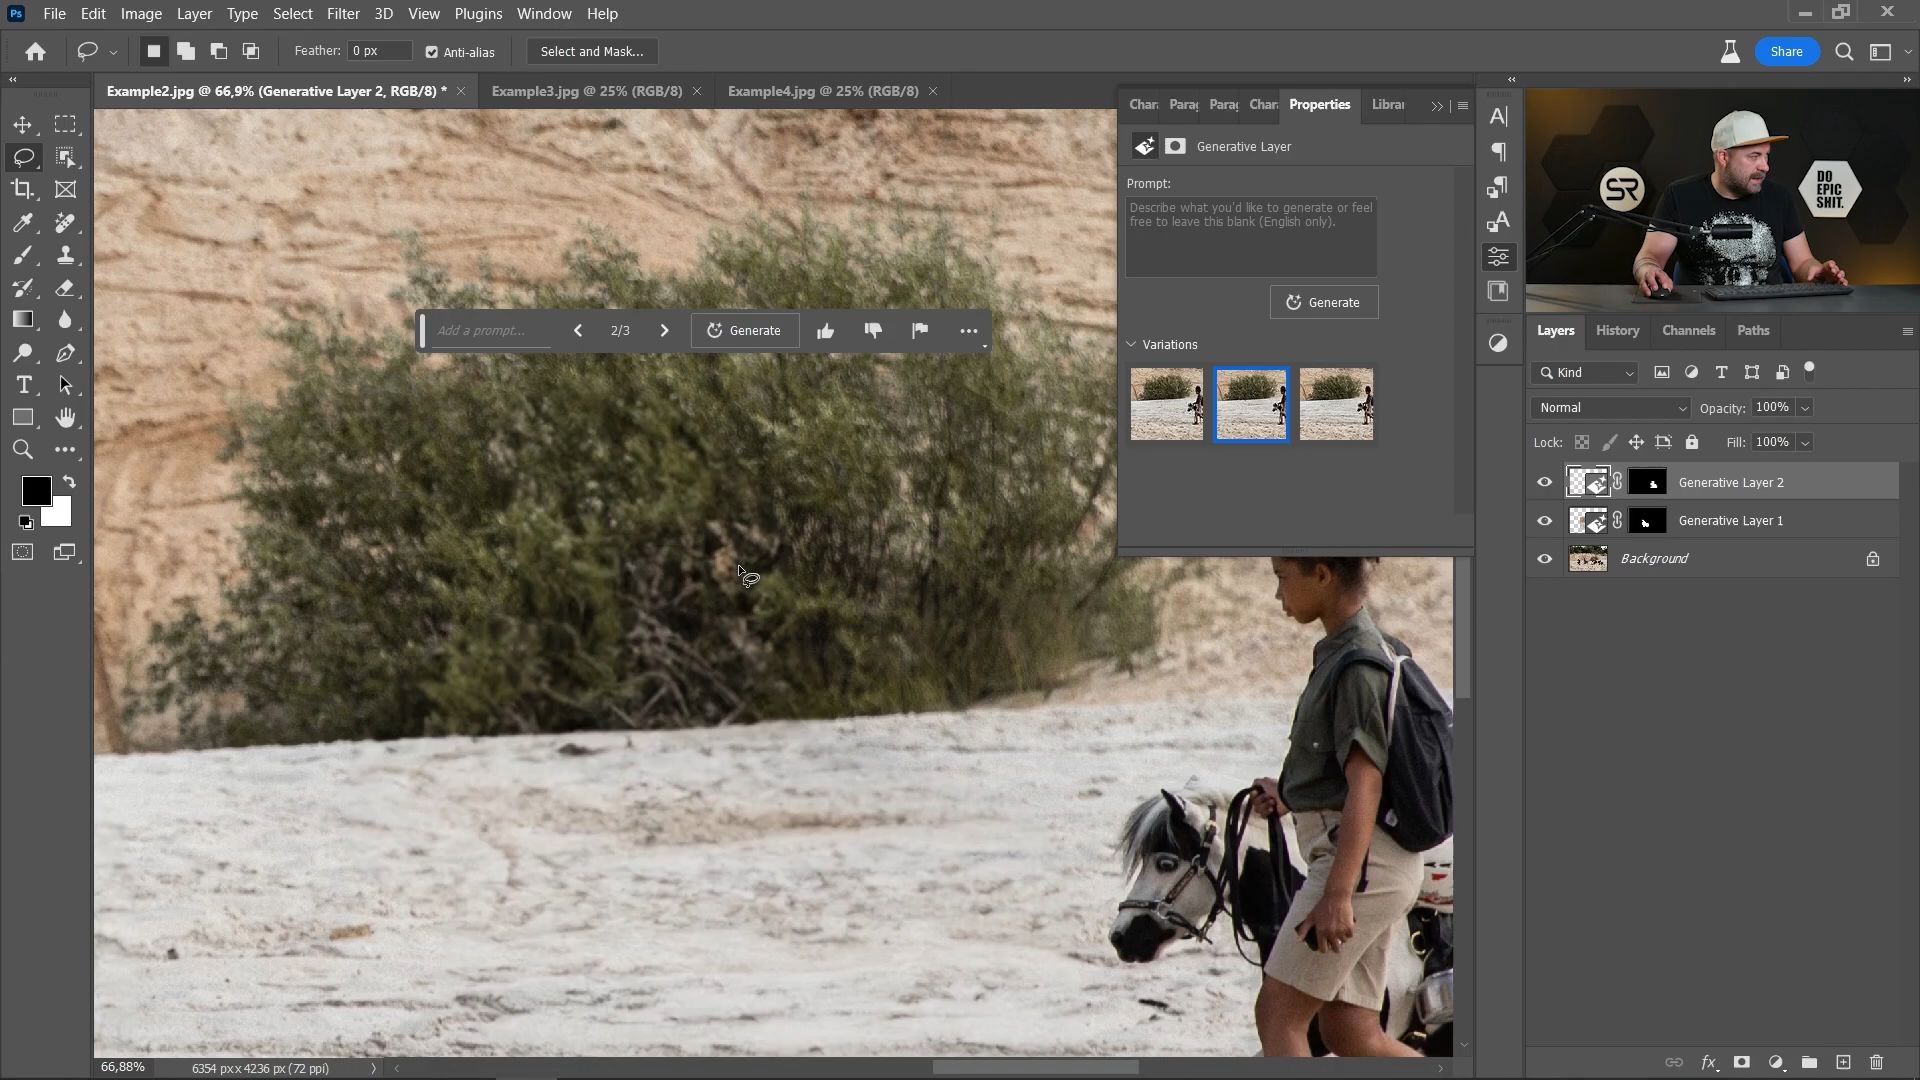 Ps File Edit Image Layer Type Select Filter 3D View Plugins Window Help
Feather: 0 px Anti-alias Select and Mask... Share
Example2.jpg @ 66,9% (Generative Layer 2, RGB/8) * Example3.jpg @ 25% (RGB/8) Example4.jpg @ 25% (RGB/8)
Char Parag Parag Char Properties Librar
Generative Layer
Prompt:
Describe what you'd like to generate or feel
free to leave this blank (English only).
Generate
Add a prompt... 2/3 Generate
Variations
SR
DO
EPIC
SHIT.
Layers History Channels Paths
Kind
Normal Opacity: 100%
Lock: Fill: 100%
Generative Layer 2
Generative Layer 1
Background
66,88% 6354 px x 4236 px (72 ppi)